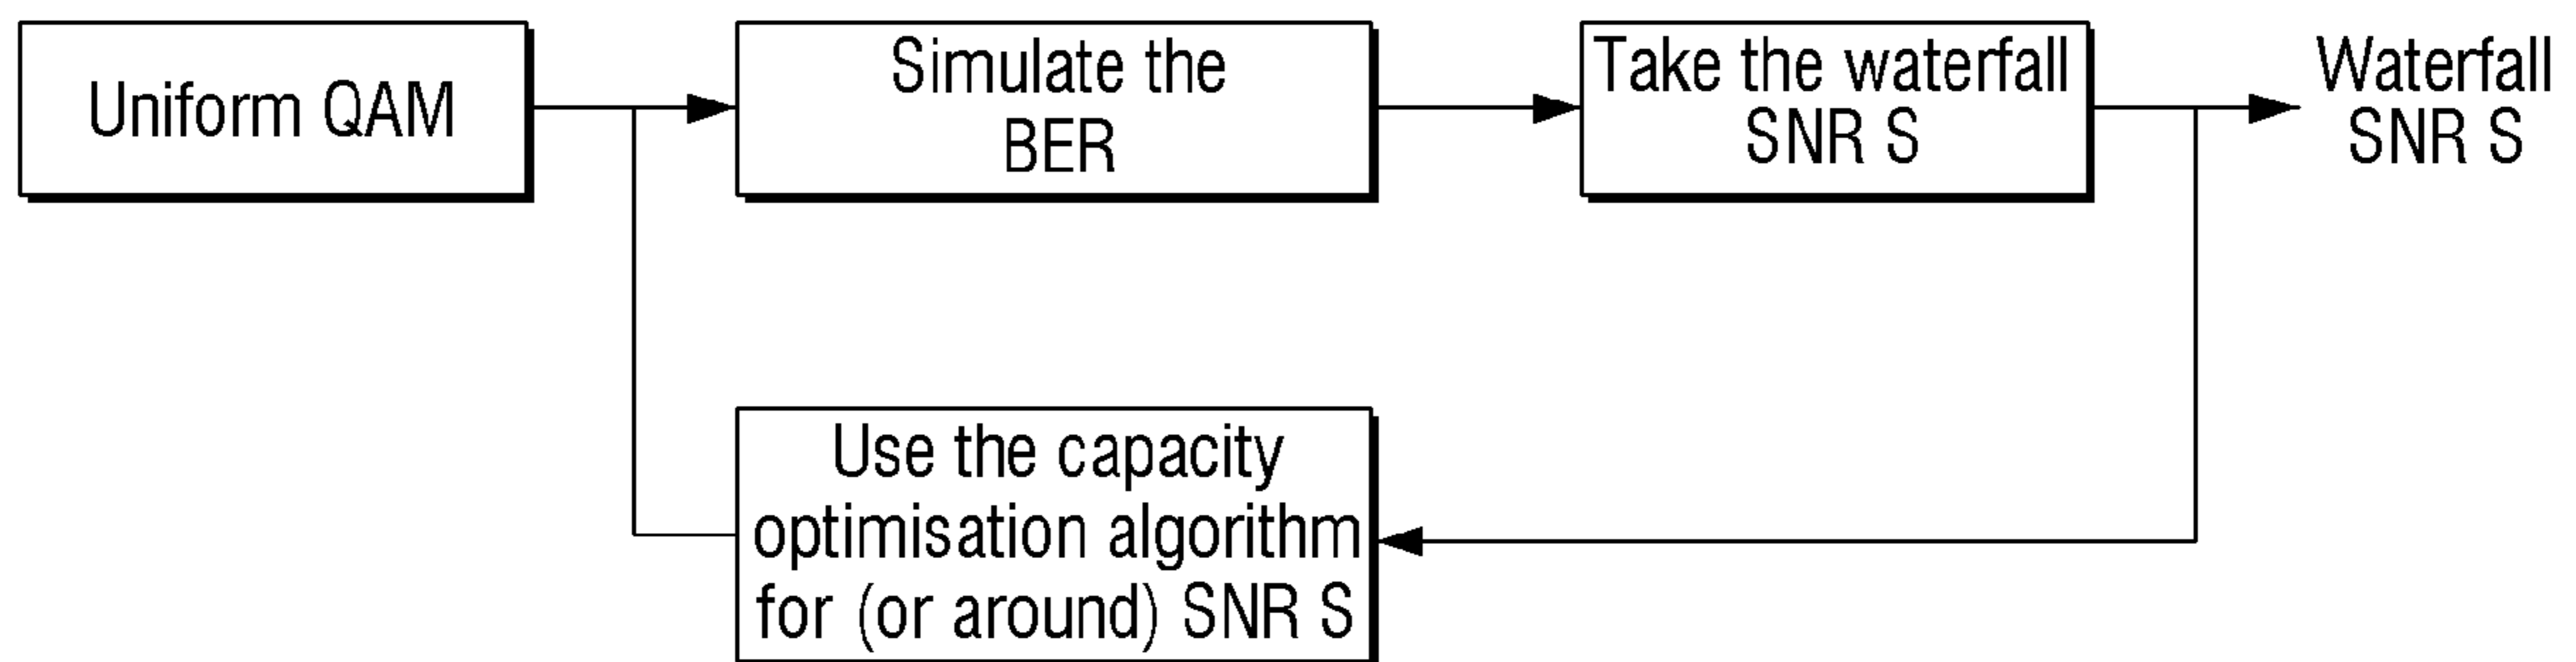 Uniform QAM
Simulate the
BER
Take the waterfall
SNR S
Waterfall
SNR S
Use the capacity
optimisation algorithm
for (or around) SNR S